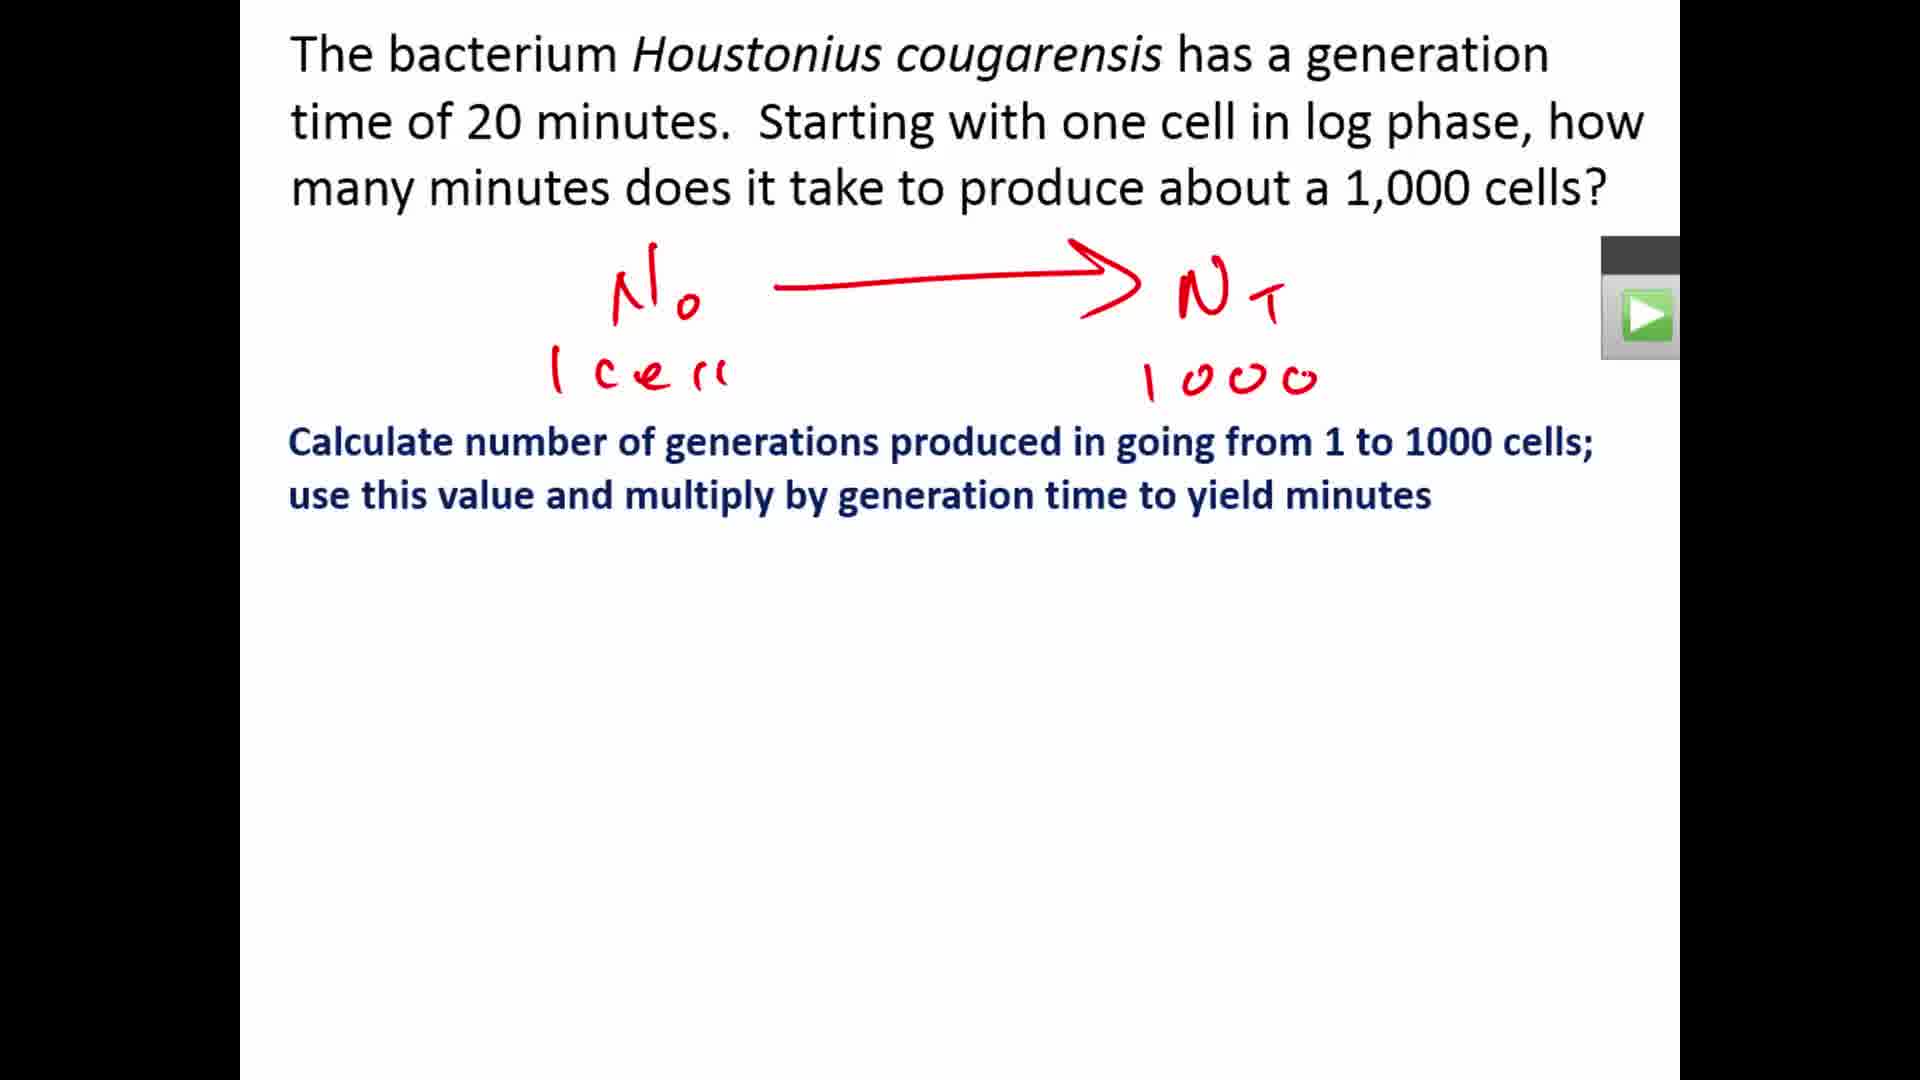 The bacterium Houstonius cougarensis has a generation
time of 20 minutes.  Starting with one cell in log phase, how
many minutes does it take to produce about a 1,000 cells?
No → NT
1 cell 1000
Calculate number of generations produced in going from 1 to 1000 cells;
use this value and multiply by generation time to yield minutes